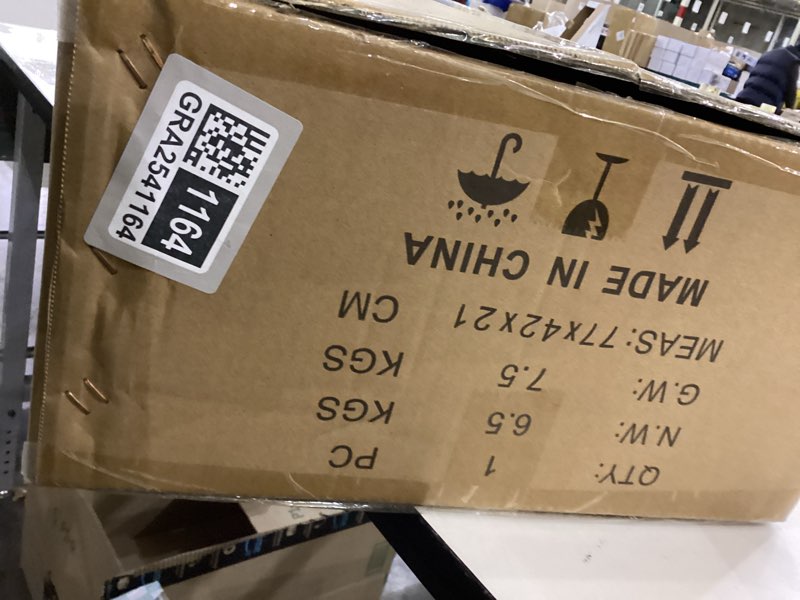 QTY: 1 PC
N.W: 6.5 KGS
G.W: 7.5 KGS
MEAS:77x42x21 CM
MADE IN CHINA
1164
GRA2541164